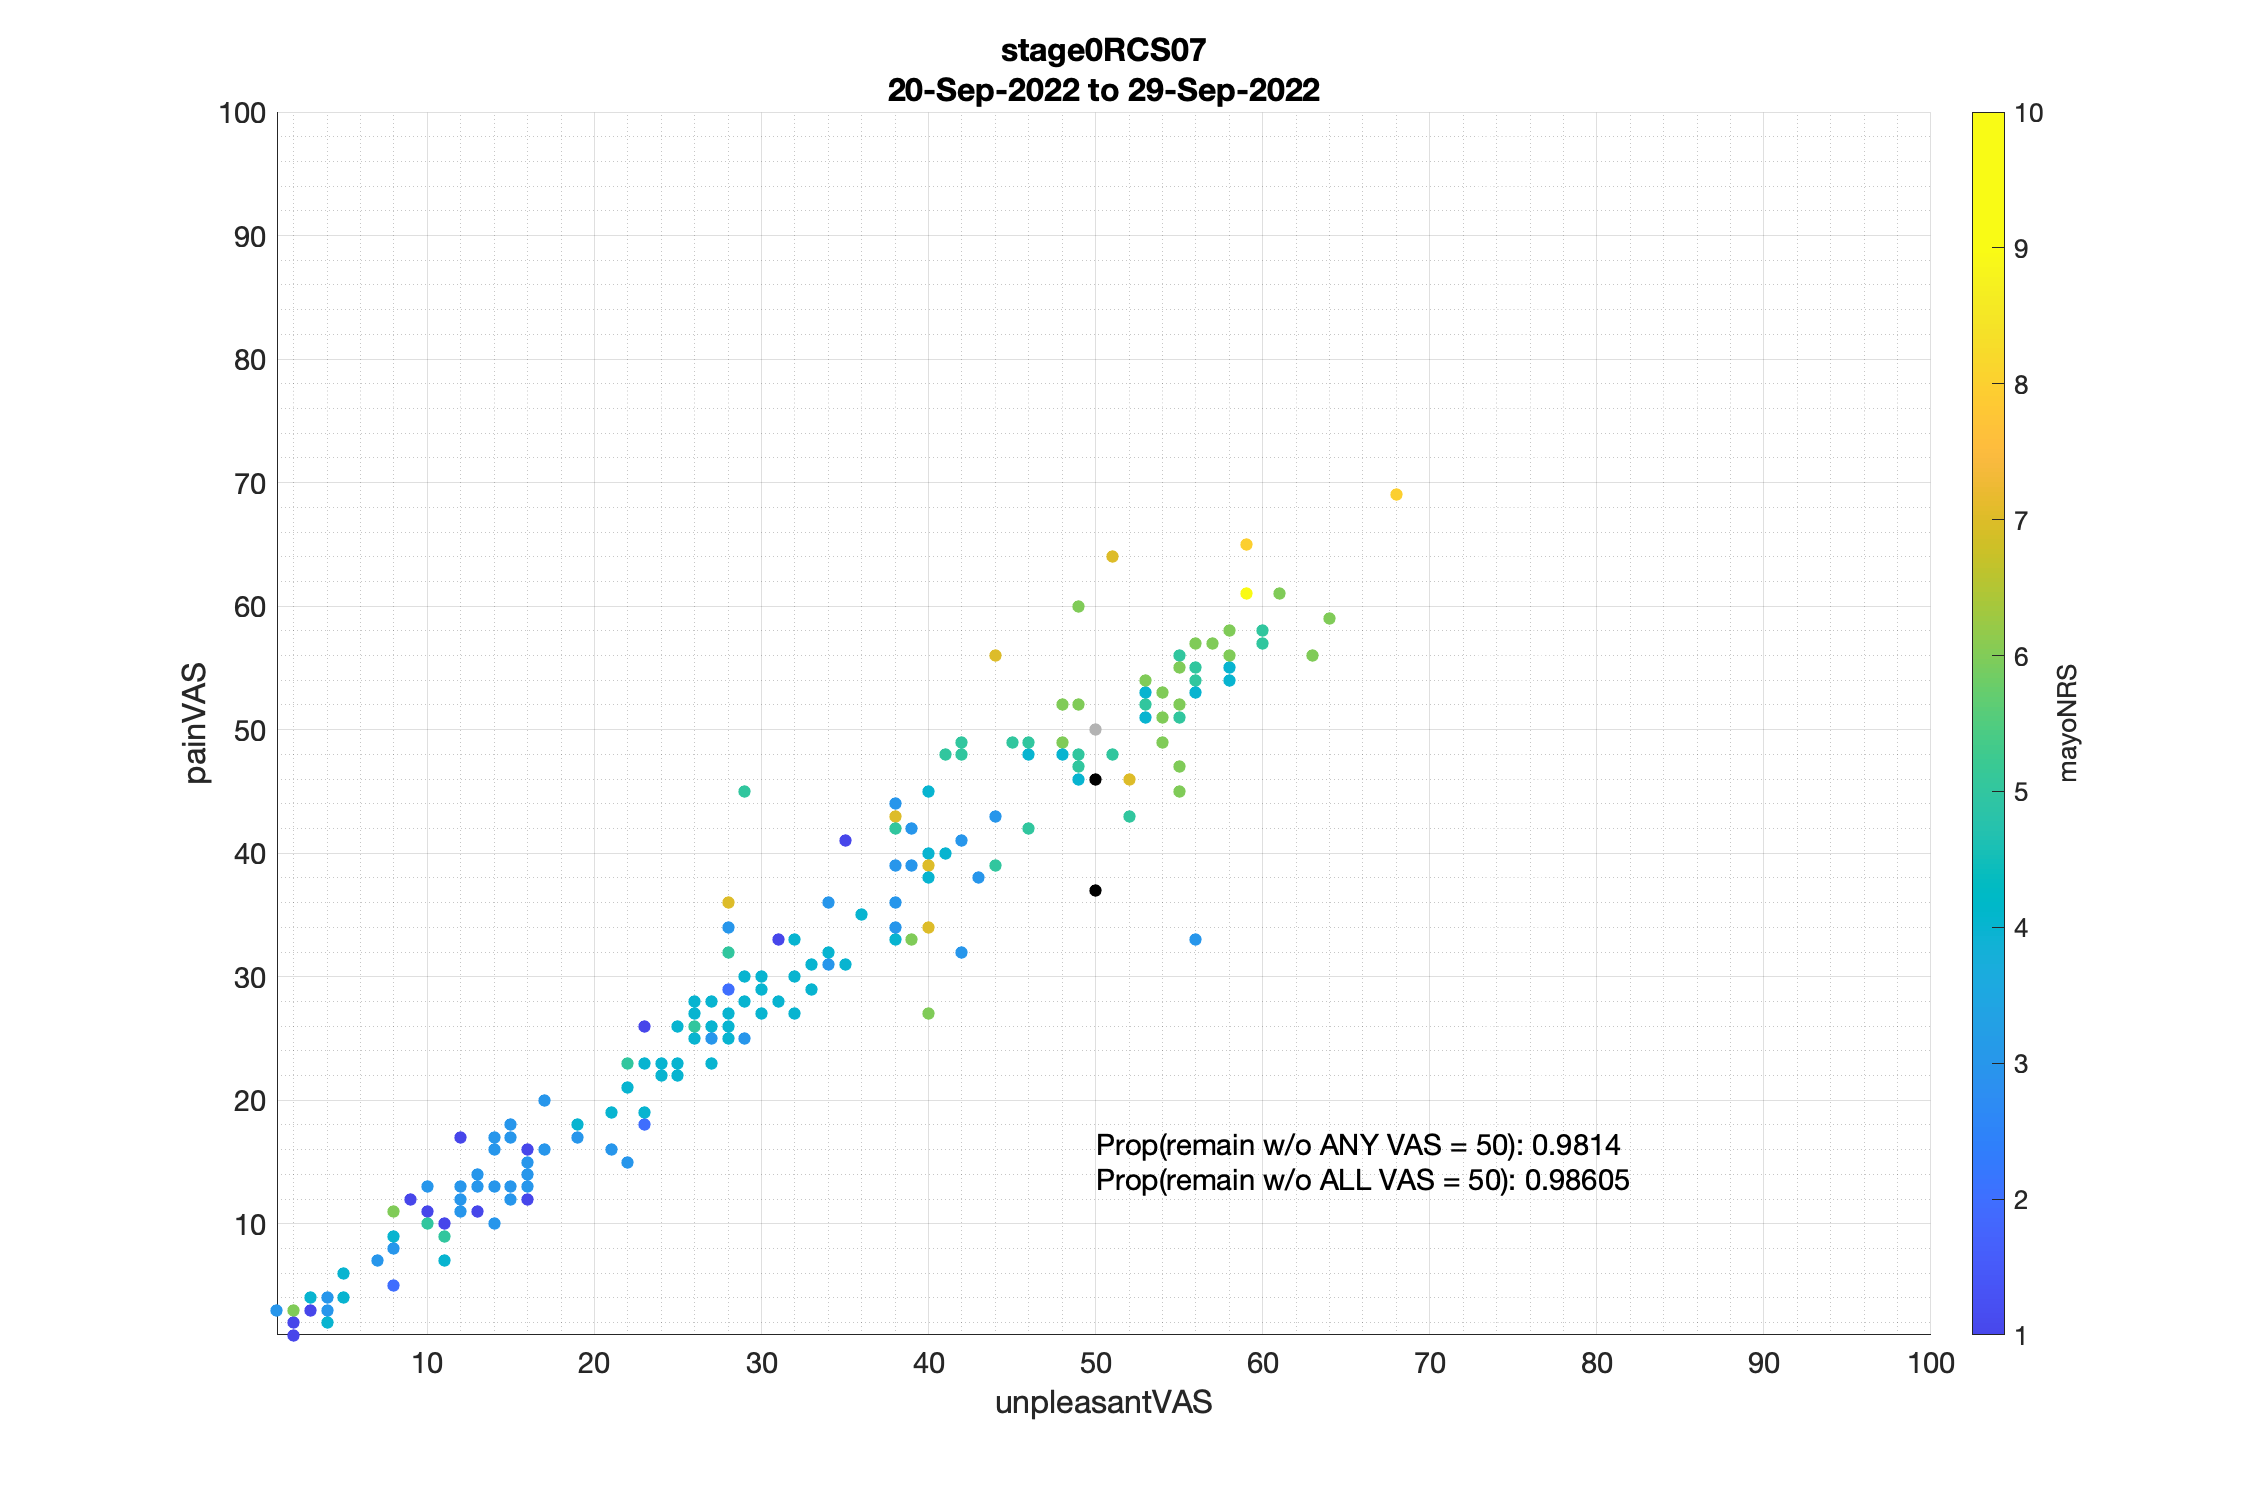 stage0RCS07
20-Sep-2022 to 29-Sep-2022
100
90
80
70
60
50
40
30
20
10
painVAS
Prop(remain w/o ANY VAS = 50): 0.9814
Prop(remain w/o ALL VAS = 50): 0.98605
10 20 30 40 50 60 70 80 90 100
unpleasantVAS
10
9
8
7
6
5
4
3
2
1
mayoNRS